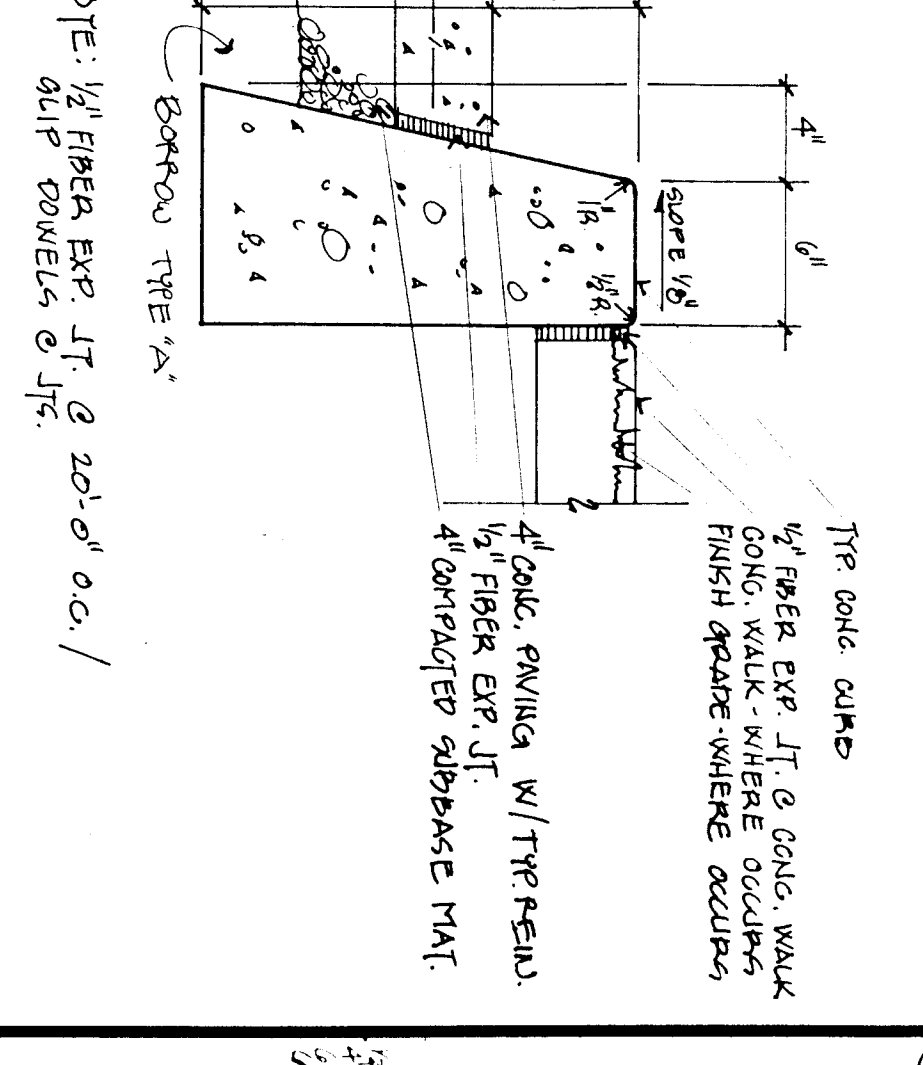 4"
6"
SLOPE 1/8"
1"R.
1/2"R.
TYP. CONC. CURB
1/2" FIBER EXP. JT. @ CONC. WALK
CONC. WALK - WHERE OCCURS
FINISH GRADE - WHERE OCCURS
4" CONC. PAVING W/ TYP. REIN.
1/2" FIBER EXP. JT.
4" COMPACTED SUBBASE MAT.
BORROW TYPE "A"
OTE: 1/2" FIBER EXP. JT. @ 20'-0" O.C. /
SLIP DOWELS @ JTS.